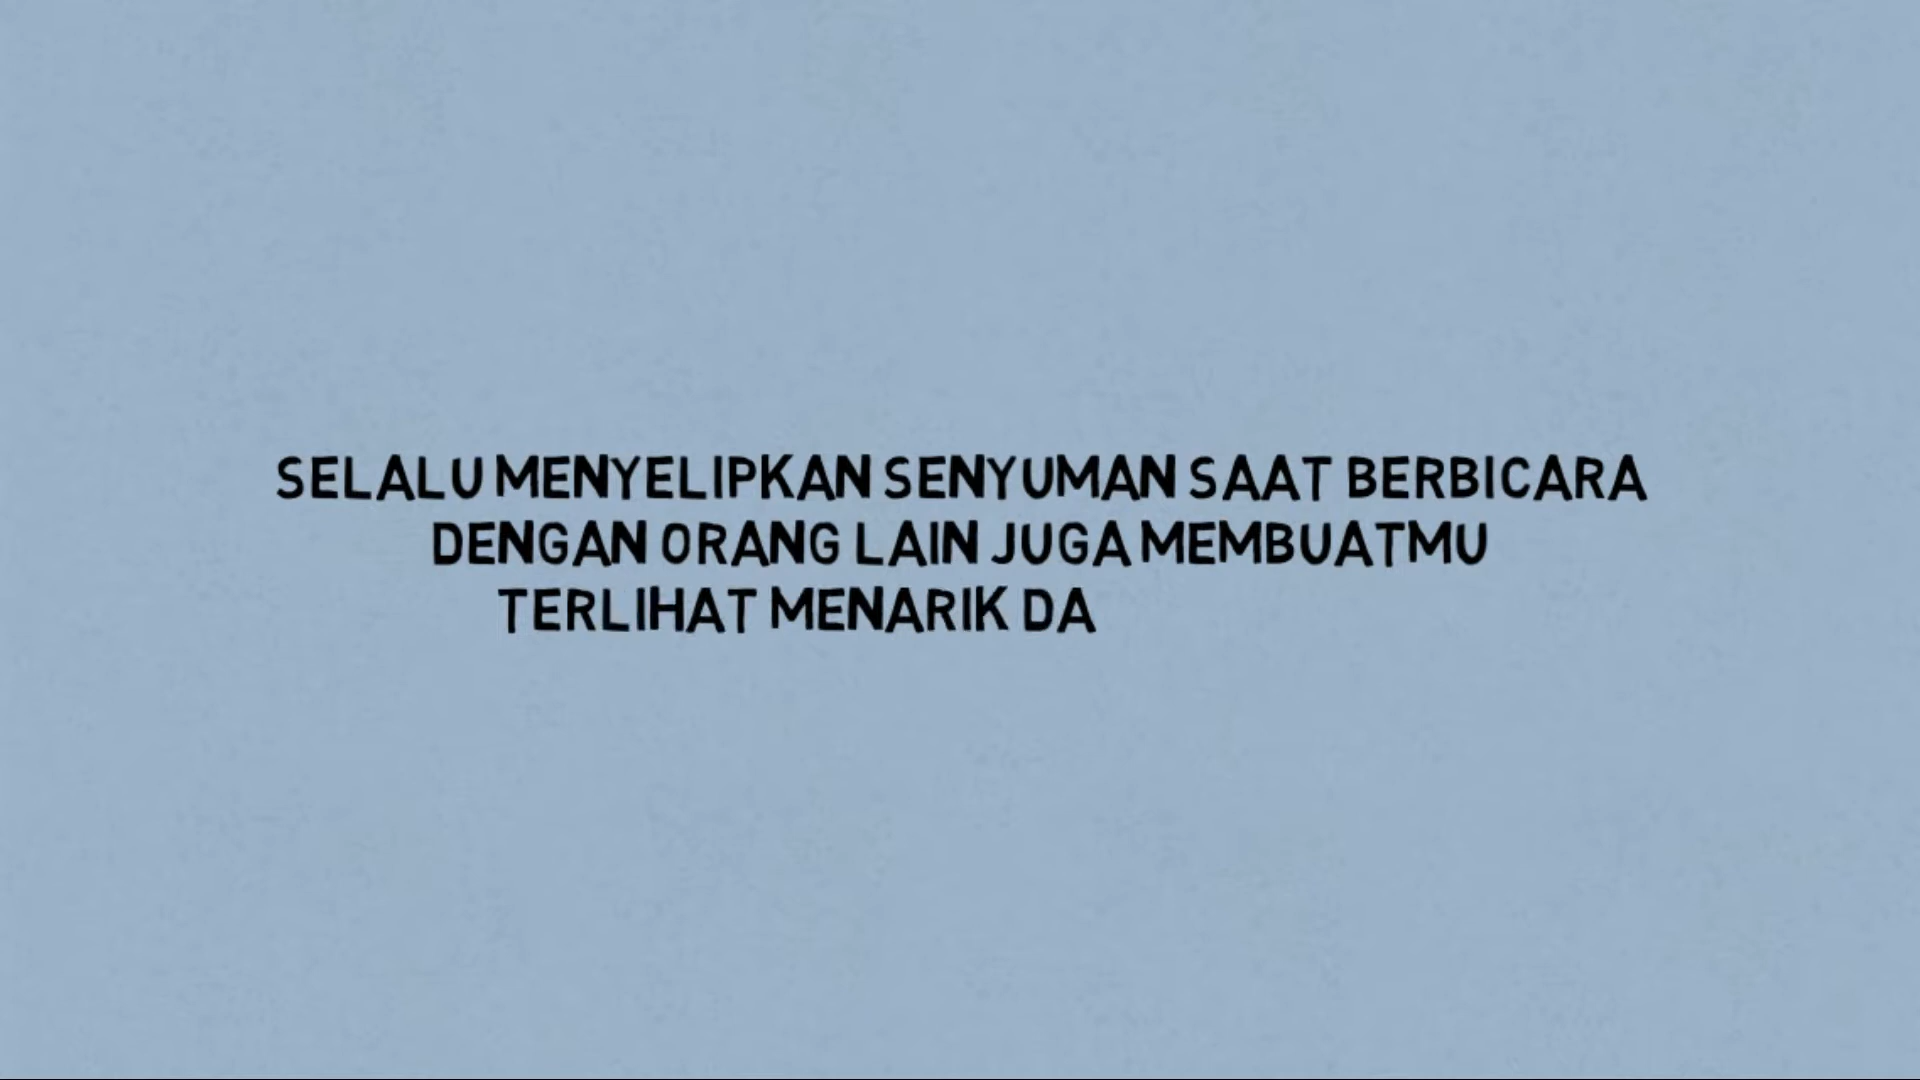 SELALU MENYELIPKAN SENYUMAN SAAT BERBICARA
DENGAN ORANG LAIN JUGA MEMBUATMU
TERLIHAT MENARIK DA